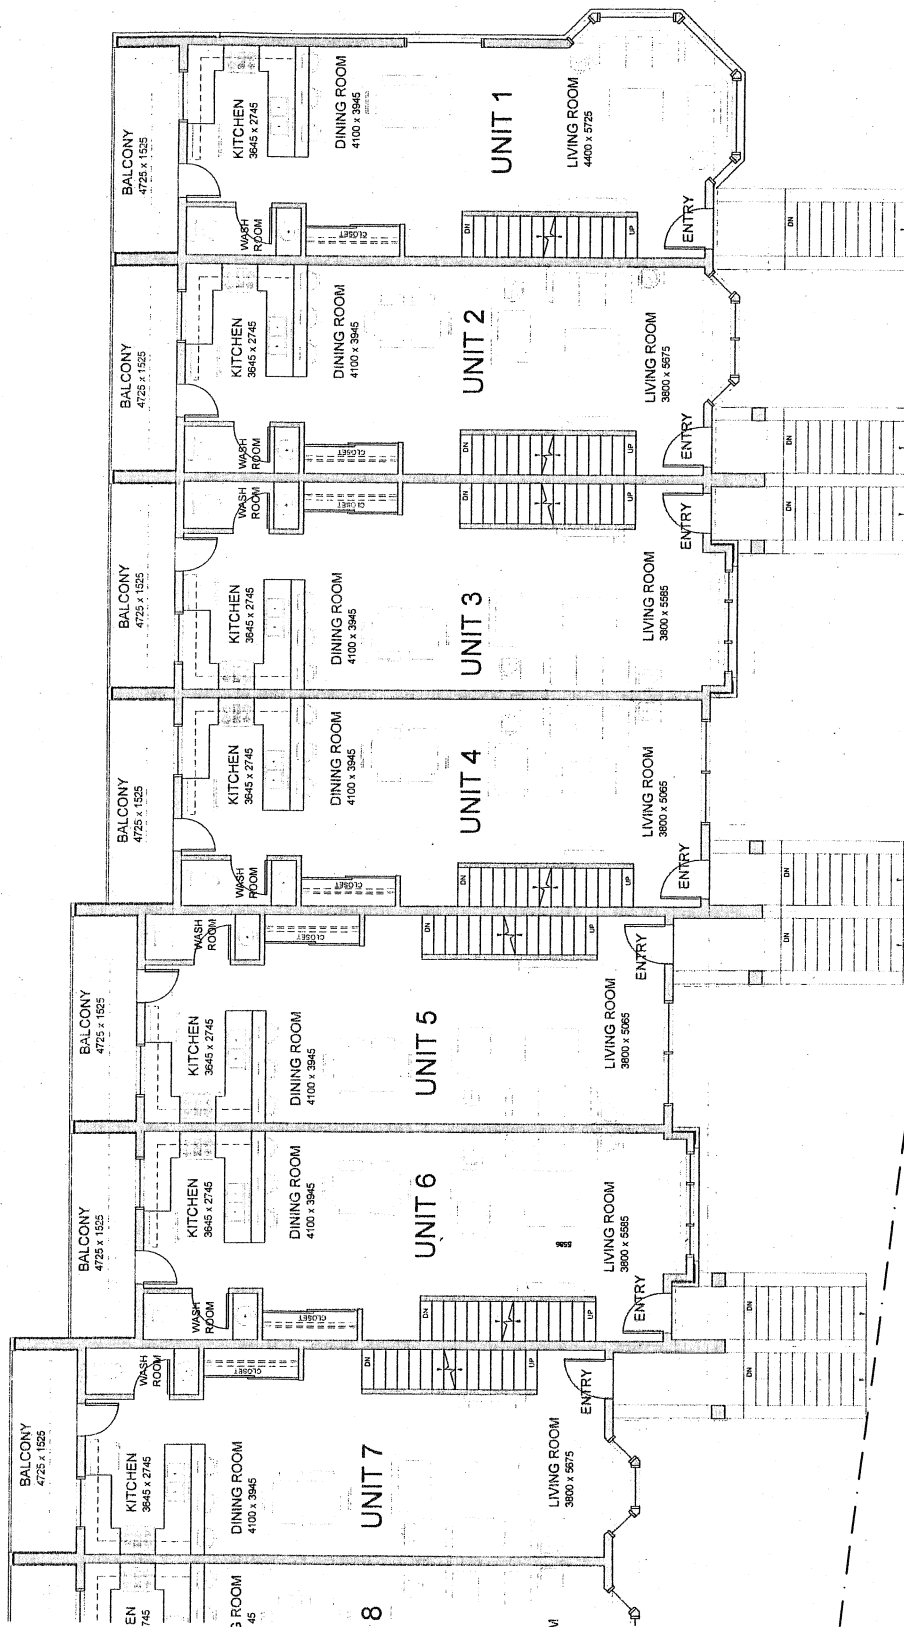 BALCONY
4725 x 1525
KITCHEN
3645 x 2745
DINING ROOM
4100 x 3945
UNIT 1
LIVING ROOM
4400 x 5725
WASH
ROOM
CLOSET
DN
UP
ENTRY
DN
BALCONY
4725 x 1525
KITCHEN
3645 x 2745
DINING ROOM
4100 x 3945
UNIT 2
LIVING ROOM
3800 x 5675
WASH
ROOM
CLOSET
DN
UP
ENTRY
DN
BALCONY
4725 x 1525
WASH
ROOM
CLOSET
DN
UP
ENTRY
DN
KITCHEN
3645 x 2745
DINING ROOM
4100 x 3945
UNIT 3
LIVING ROOM
3800 x 5585
BALCONY
4725 x 1525
KITCHEN
3645 x 2745
DINING ROOM
4100 x 3945
UNIT 4
LIVING ROOM
3800 x 5065
WASH
ROOM
CLOSET
DN
UP
ENTRY
DN
BALCONY
4725 x 1525
WASH
ROOM
CLOSET
DN
UP
ENTRY
DN
KITCHEN
3645 x 2745
DINING ROOM
4100 x 3945
UNIT 5
LIVING ROOM
3800 x 5065
BALCONY
4725 x 1525
KITCHEN
3645 x 2745
DINING ROOM
4100 x 3945
UNIT 6
LIVING ROOM
3800 x 5585
WASH
ROOM
CLOSET
DN
UP
ENTRY
DN
BALCONY
4725 x 1525
WASH
ROOM
CLOSET
DN
UP
ENTRY
DN
KITCHEN
3645 x 2745
DINING ROOM
4100 x 3945
UNIT 7
LIVING ROOM
3800 x 5675
EN
745
G ROOM
45
8
M